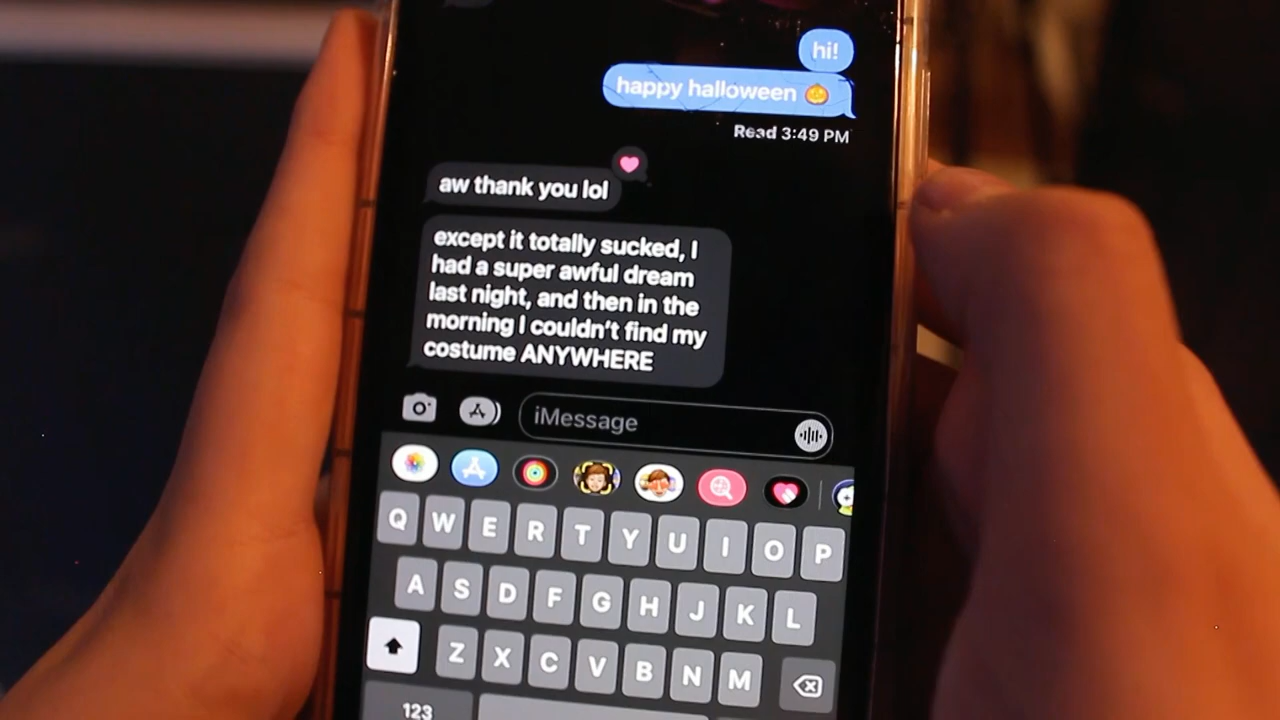 hi!
happy halloween 🎃
Read 3:49 PM
aw thank you lol
except it totally sucked, I
had a super awful dream
last night, and then in the
morning I couldn't find my
costume ANYWHERE
iMessage
Q W E R T Y U I O P
A S D F G H J K L
Z X C V B N M
123